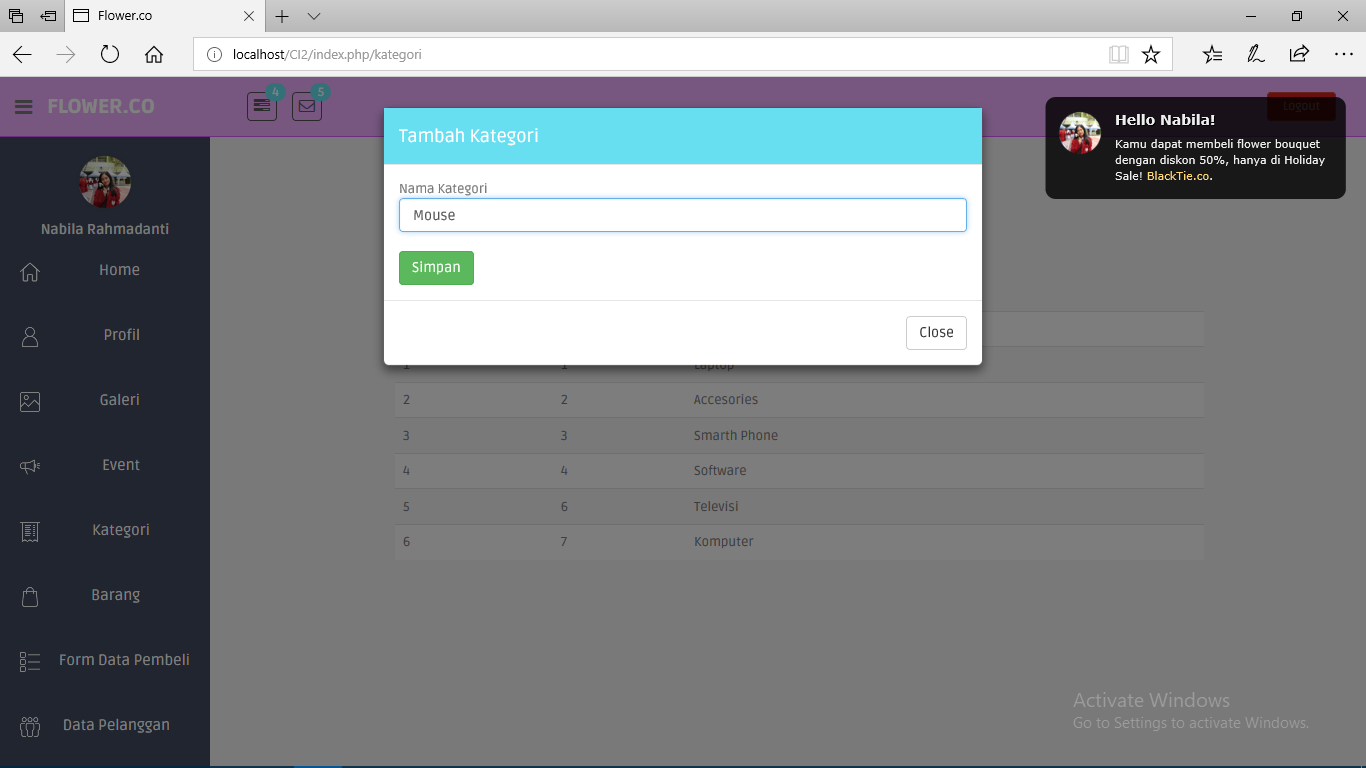 Flower.co
localhost/CI2/index.php/kategori
FLOWER.CO
4
5
Logout
Hello Nabila!
Kamu dapat membeli flower bouquet
dengan diskon 50%, hanya di Holiday
Sale! BlackTie.co.
Tambah Kategori
Nama Kategori
Mouse
Simpan
Close
Nabila Rahmadanti
Home
Profil
Galeri
Event
Kategori
Barang
Form Data Pembeli
Data Pelanggan
1 1 Laptop
2 2 Accesories
3 3 Smarth Phone
4 4 Software
5 6 Televisi
6 7 Komputer
Activate Windows
Go to Settings to activate Windows.